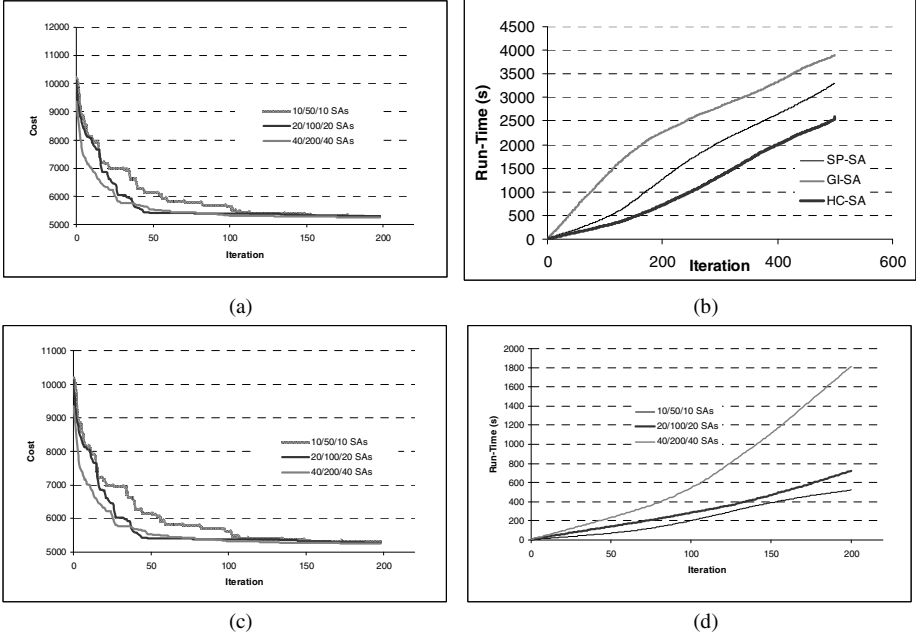 12000
11000
10000
9000
8000
7000
6000
5000
Cost
0
50
100
150
200
Iteration
10/50/10 SAs
20/100/20 SAs
40/200/40 SAs
(a)
4500
4000
3500
3000
2500
2000
1500
1000
500
0
Run-Time (s)
0
200
400
600
Iteration
SP-SA
GI-SA
HC-SA
(b)
11000
10000
9000
8000
7000
6000
5000
Cost
0
50
100
150
200
Iteration
10/50/10 SAs
20/100/20 SAs
40/200/40 SAs
(c)
2000
1800
1600
1400
1200
1000
800
600
400
200
0
Run-Time (s)
0
50
100
150
200
Iteration
10/50/10 SAs
20/100/20 SAs
40/200/40 SAs
(d)